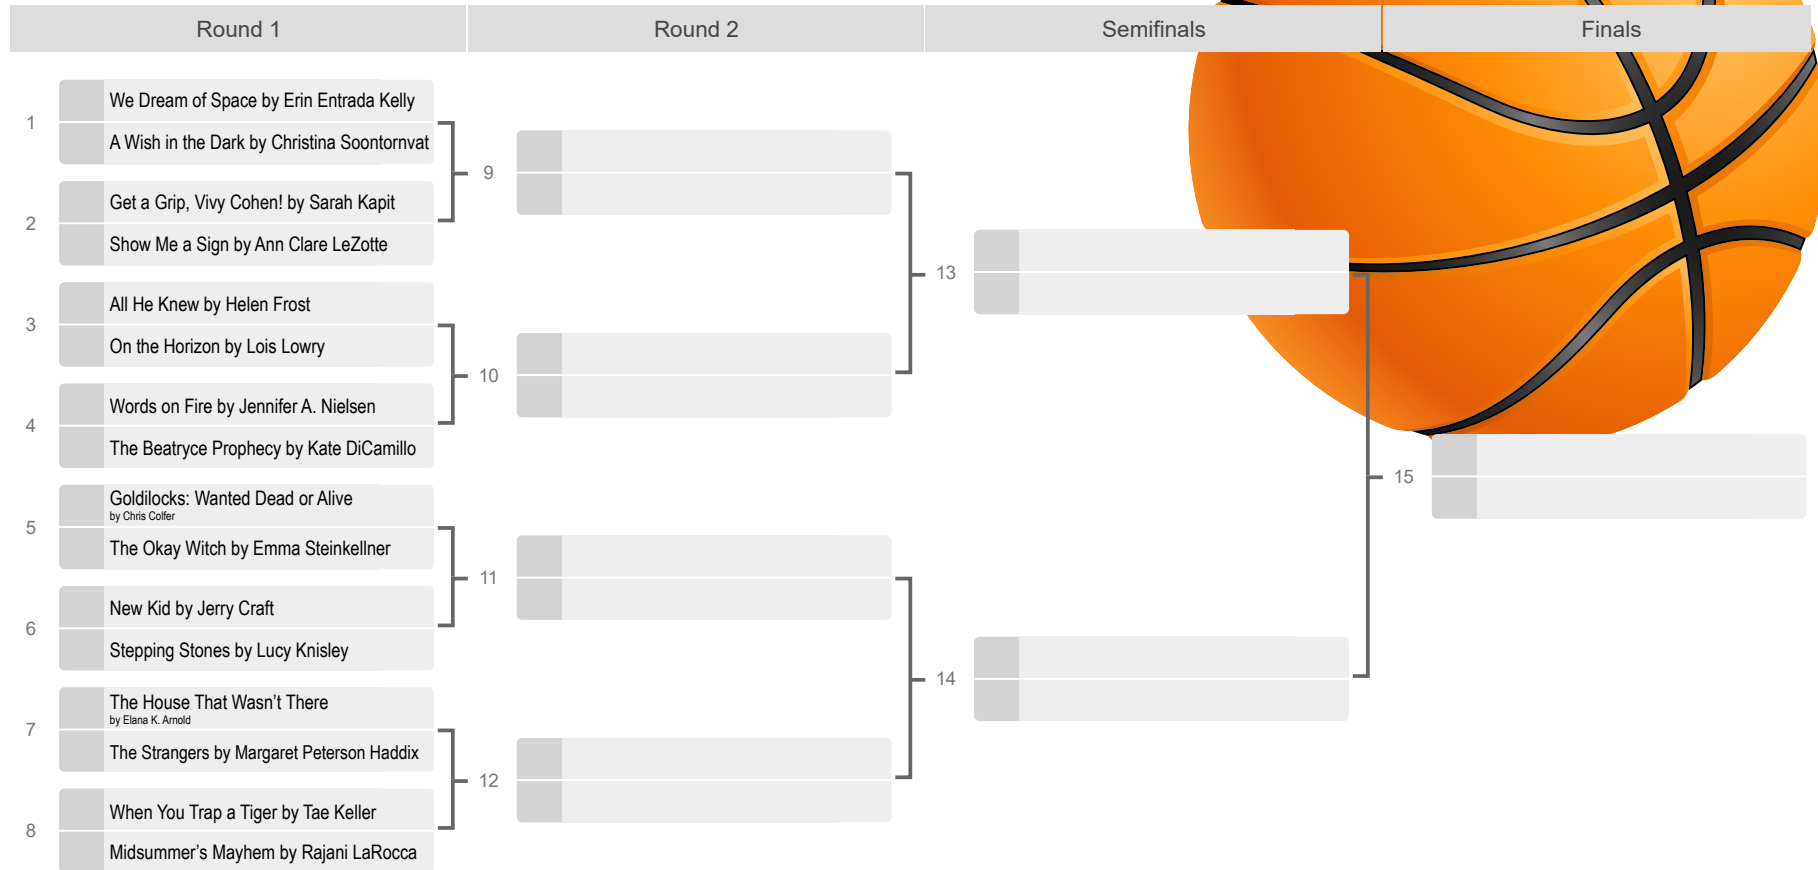 Round 1
Round 2
Semifinals
Finals
1
We Dream of Space by Erin Entrada Kelly
A Wish in the Dark by Christina Soontornvat
2
Get a Grip, Vivy Cohen! by Sarah Kapit
Show Me a Sign by Ann Clare LeZotte
3
All He Knew by Helen Frost
On the Horizon by Lois Lowry
4
Words on Fire by Jennifer A. Nielsen
The Beatryce Prophecy by Kate DiCamillo
5
Goldilocks: Wanted Dead or Alive
by Chris Colfer
The Okay Witch by Emma Steinkellner
6
New Kid by Jerry Craft
Stepping Stones by Lucy Knisley
7
The House That Wasn't There
by Elana K. Arnold
The Strangers by Margaret Peterson Haddix
8
When You Trap a Tiger by Tae Keller
Midsummer's Mayhem by Rajani LaRocca
9
10
11
12
13
14
15